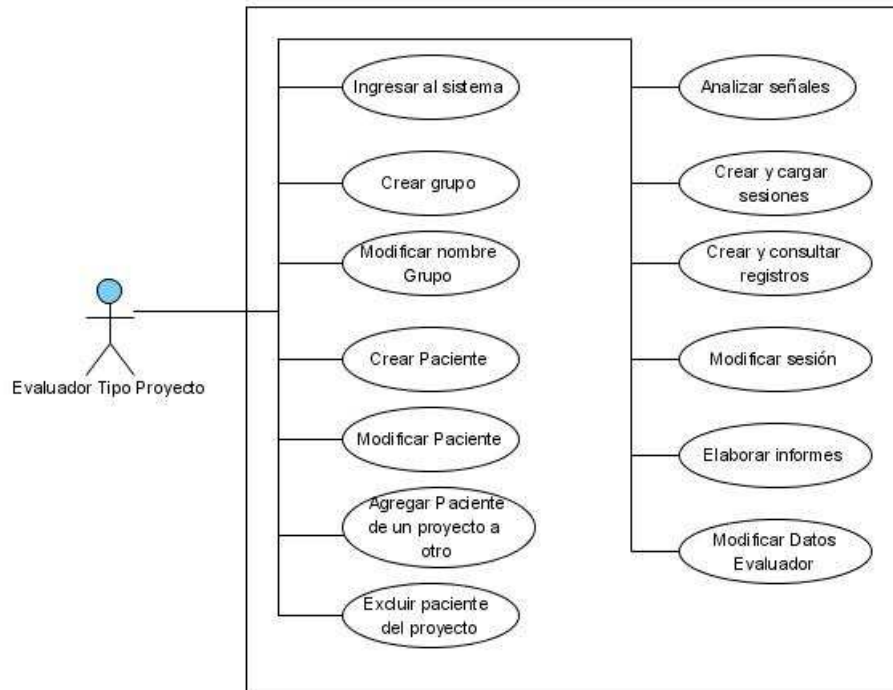 Ingresar al sistema
Crear grupo
Modificar nombre
Grupo
Crear Paciente
Modificar Paciente
Agregar Paciente
de un proyecto a
otro
Excluir paciente
del proyecto
Analizar señales
Crear y cargar
sesiones
Crear y consultar
registros
Modificar sesión
Elaborar informes
Modificar Datos
Evaluador
Evaluador Tipo Proyecto